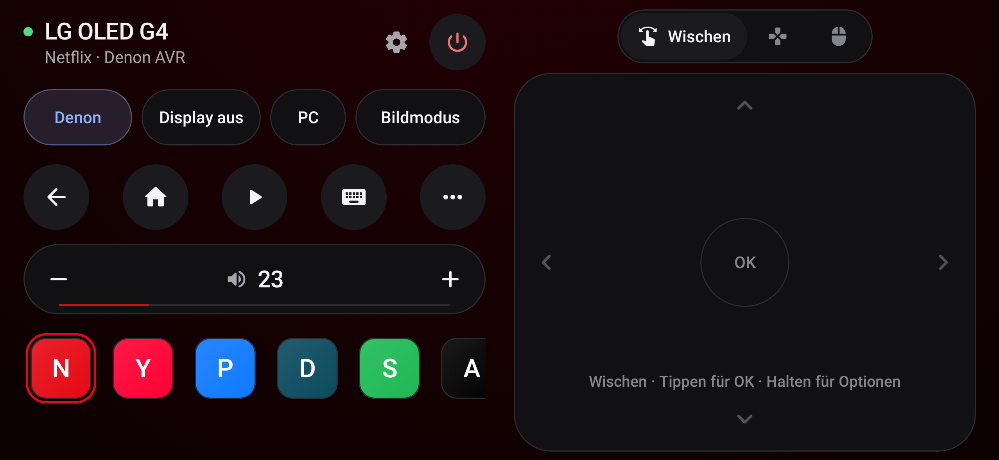 LG OLED G4
Netflix · Denon AVR
Denon
Display aus
PC
Bildmodus
23
N
Y
P
D
S
A
Wischen
OK
Wischen · Tippen für OK · Halten für Optionen